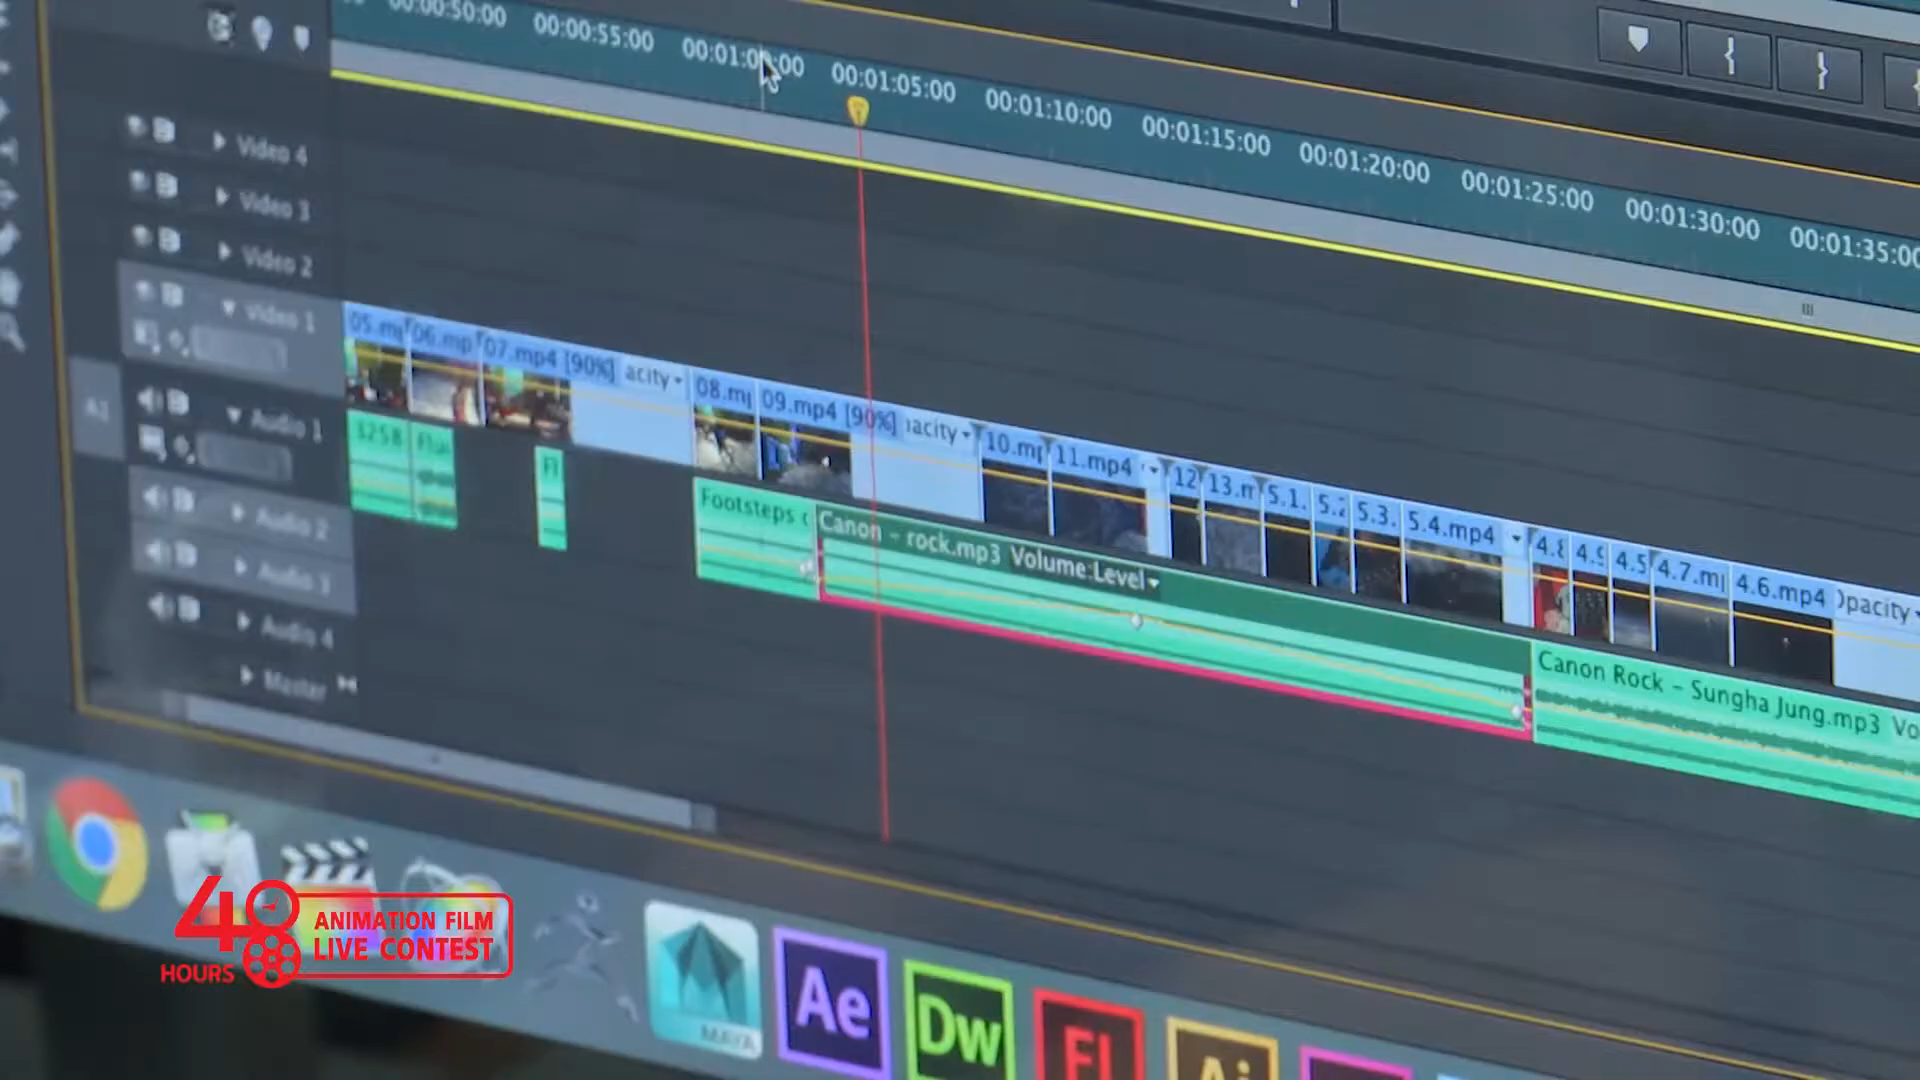 00:00:50:00 00:00:55:00 00:01:00:00 00:01:05:00 00:01:10:00 00:01:15:00 00:01:20:00 00:01:25:00 00:01:30:00 00:01:35:00
Video 4
Video 3
Video 2
Video 1
05.mp 06.mp 07.mp4 [90%] acity 08.mp 09.mp4 [90%] acity 10.mp 11.mp4 12 13.m 5.1. 5.2 5.3. 5.4.mp4 4.8 4.9 4.5 4.7.mp 4.6.mp4 Opacity
A1
Audio 1
3258 Flu Fl
Footsteps Canon - rock.mp3 Volume:Level
Canon Rock - Sungha Jung.mp3 Vo
Audio 2
Audio 3
Audio 4
Master
48 HOURS
ANIMATION FILM
LIVE CONTEST
MAYA
Ae
Dw
Fl
Ai